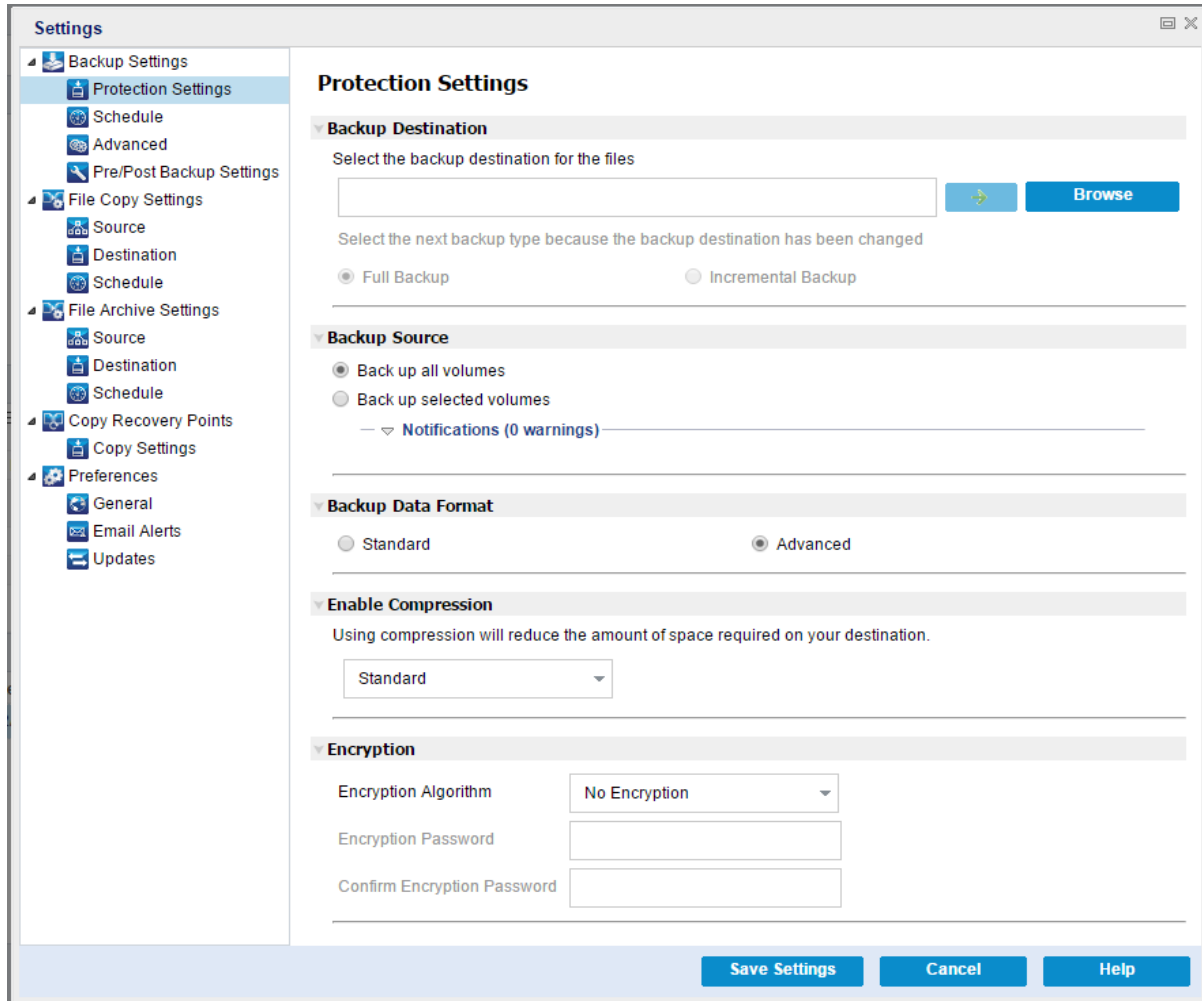 Settings
Backup Settings
Protection Settings
Schedule
Advanced
Pre/Post Backup Settings
File Copy Settings
Source
Destination
Schedule
File Archive Settings
Source
Destination
Schedule
Copy Recovery Points
Copy Settings
Preferences
General
Email Alerts
Updates
Protection Settings
Backup Destination
Select the backup destination for the files
Browse
Select the next backup type because the backup destination has been changed
Full Backup
Incremental Backup
Backup Source
Back up all volumes
Back up selected volumes
Notifications (0 warnings)
Backup Data Format
Standard
Advanced
Enable Compression
Using compression will reduce the amount of space required on your destination.
Standard
Encryption
Encryption Algorithm
No Encryption
Encryption Password
Confirm Encryption Password
Save Settings
Cancel
Help